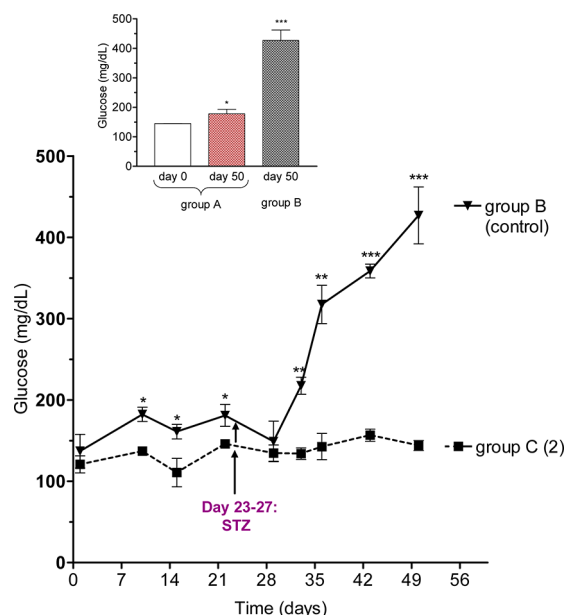 500
400
300
200
100
0
Glucose (mg/dL)
***
*
day 0
day 50
day 50
group A
group B
500
400
300
200
100
0
Glucose (mg/dL)
***
***
**
**
*
*
*
group B
(control)
group C (2)
Day 23-27:
STZ
0
7
14
21
28
35
42
49
56
Time (days)